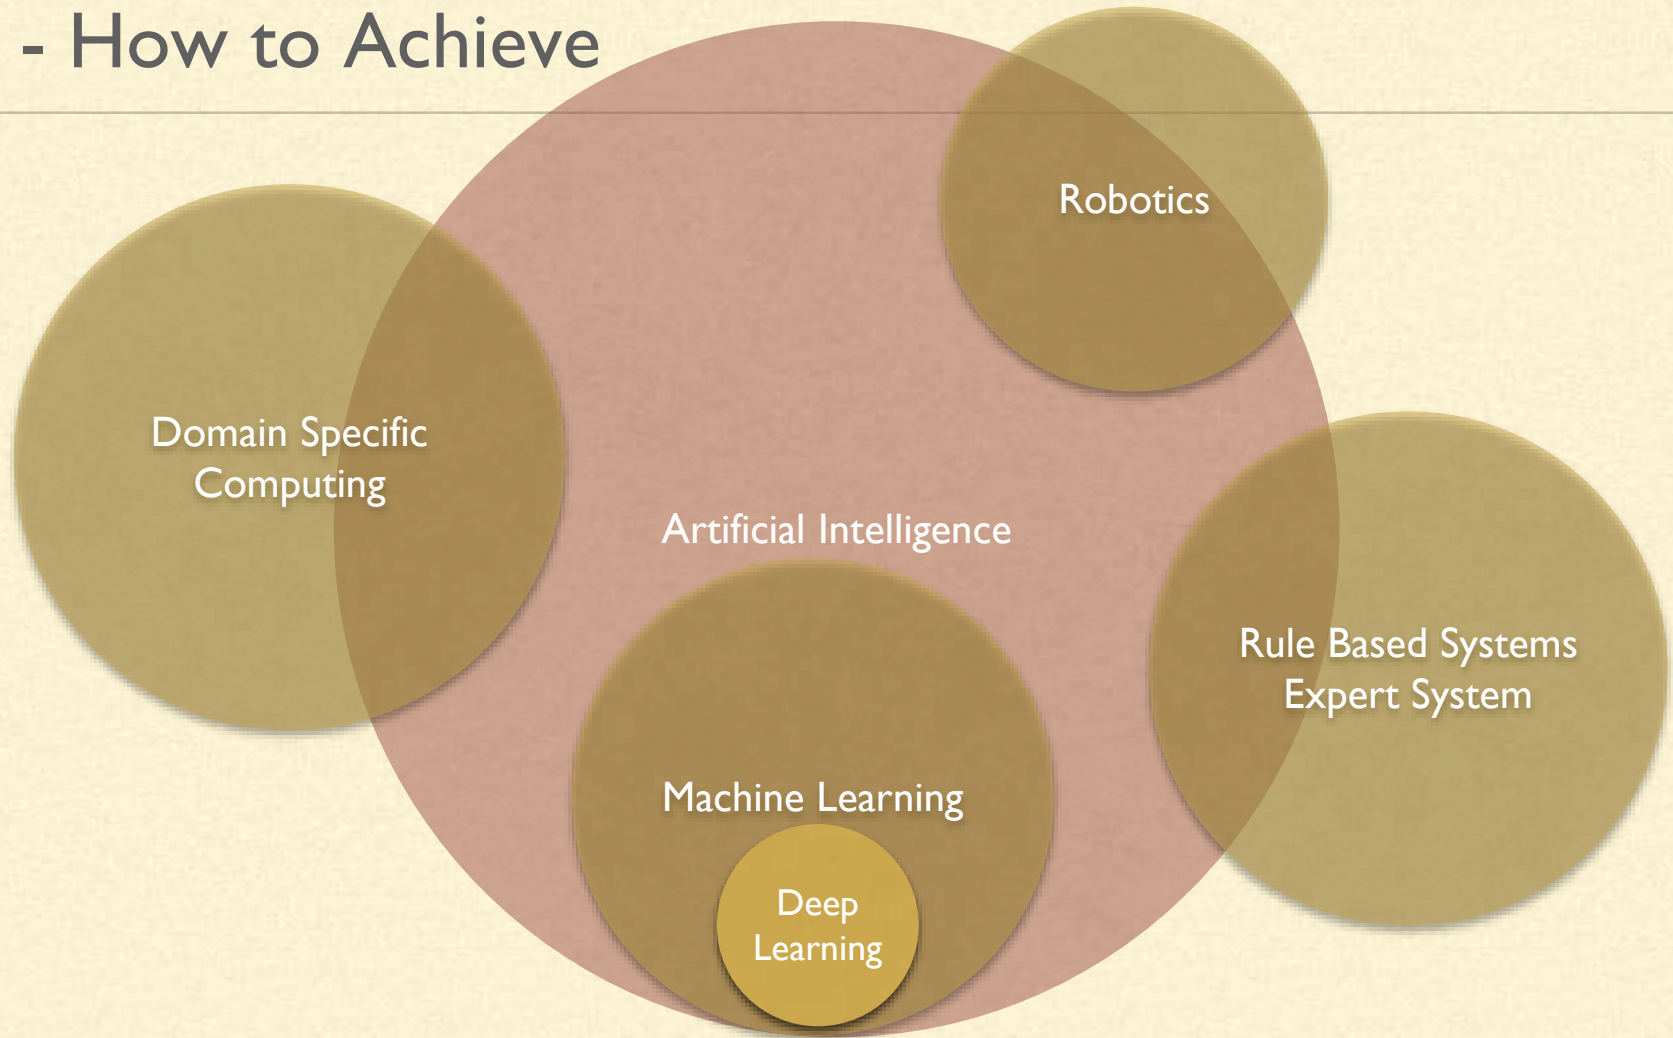 - How to Achieve
Robotics
Domain Specific
Computing
Artificial Intelligence
Rule Based Systems
Expert System
Machine Learning
Deep
Learning